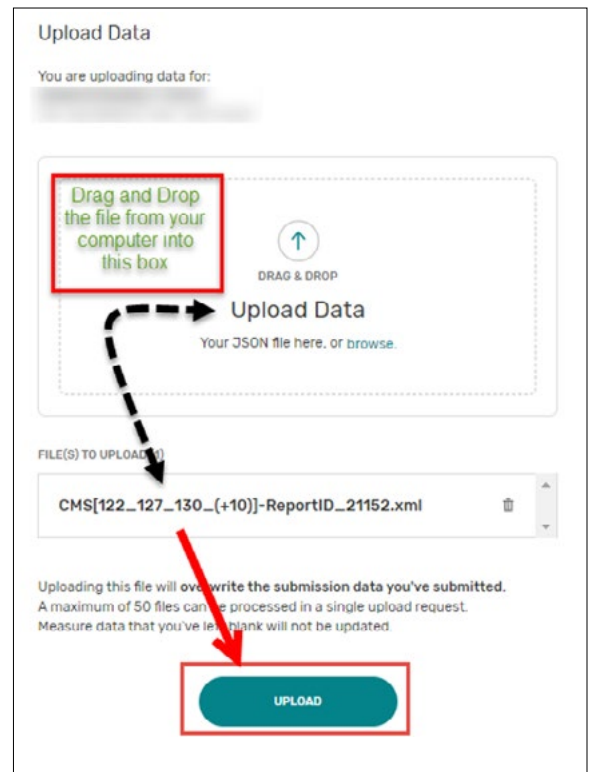 Upload Data
You are uploading data for:
Drag and Drop
the file from your
computer into
this box
DRAG & DROP
Upload Data
Your JSON file here, or browse.
FILE(S) TO UPLOAD (1)
CMS[122_127_130_(+10)]-ReportID_21152.xml
Uploading this file will overwrite the submission data you've submitted.
A maximum of 50 files can be processed in a single upload request.
Measure data that you've left blank will not be updated.
UPLOAD